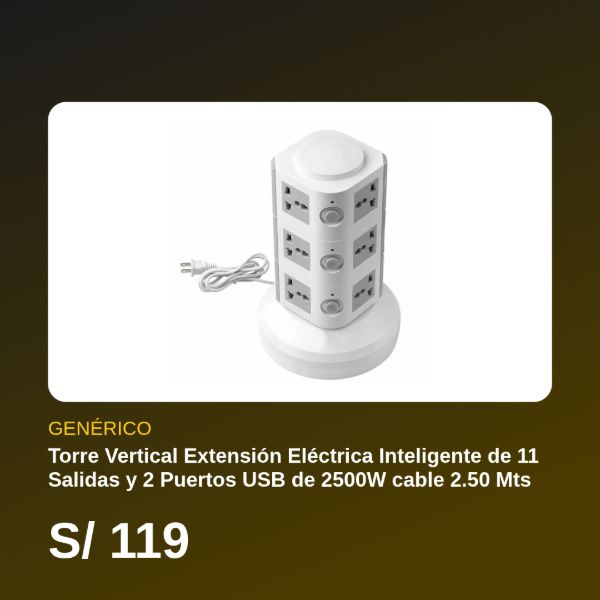 GENÉRICO
Torre Vertical Extensión Eléctrica Inteligente de 11
Salidas y 2 Puertos USB de 2500W cable 2.50 Mts
S/ 119